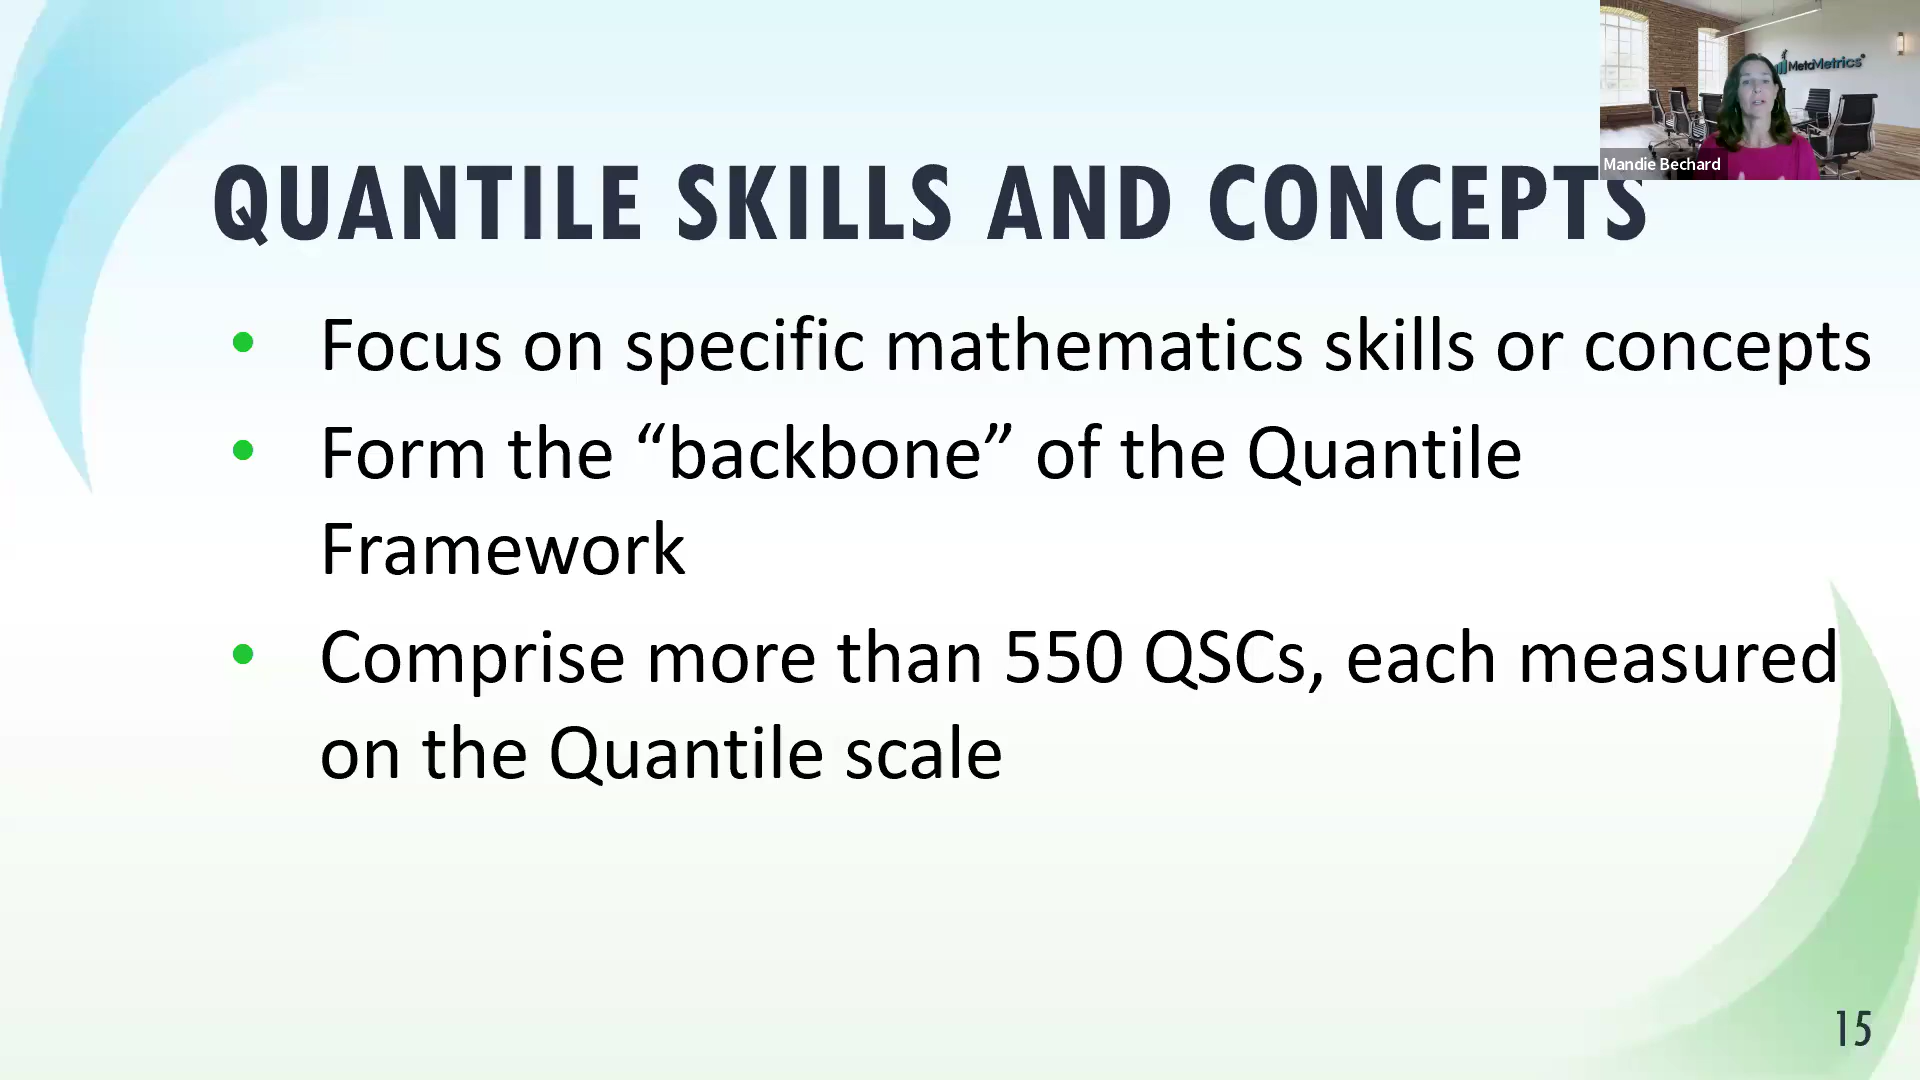 MetaMetrics®
Mandie Bechard
QUANTILE SKILLS AND CONCEPTS
• Focus on specific mathematics skills or concepts
• Form the “backbone” of the Quantile
Framework
• Comprise more than 550 QSCs, each measured
on the Quantile scale
15